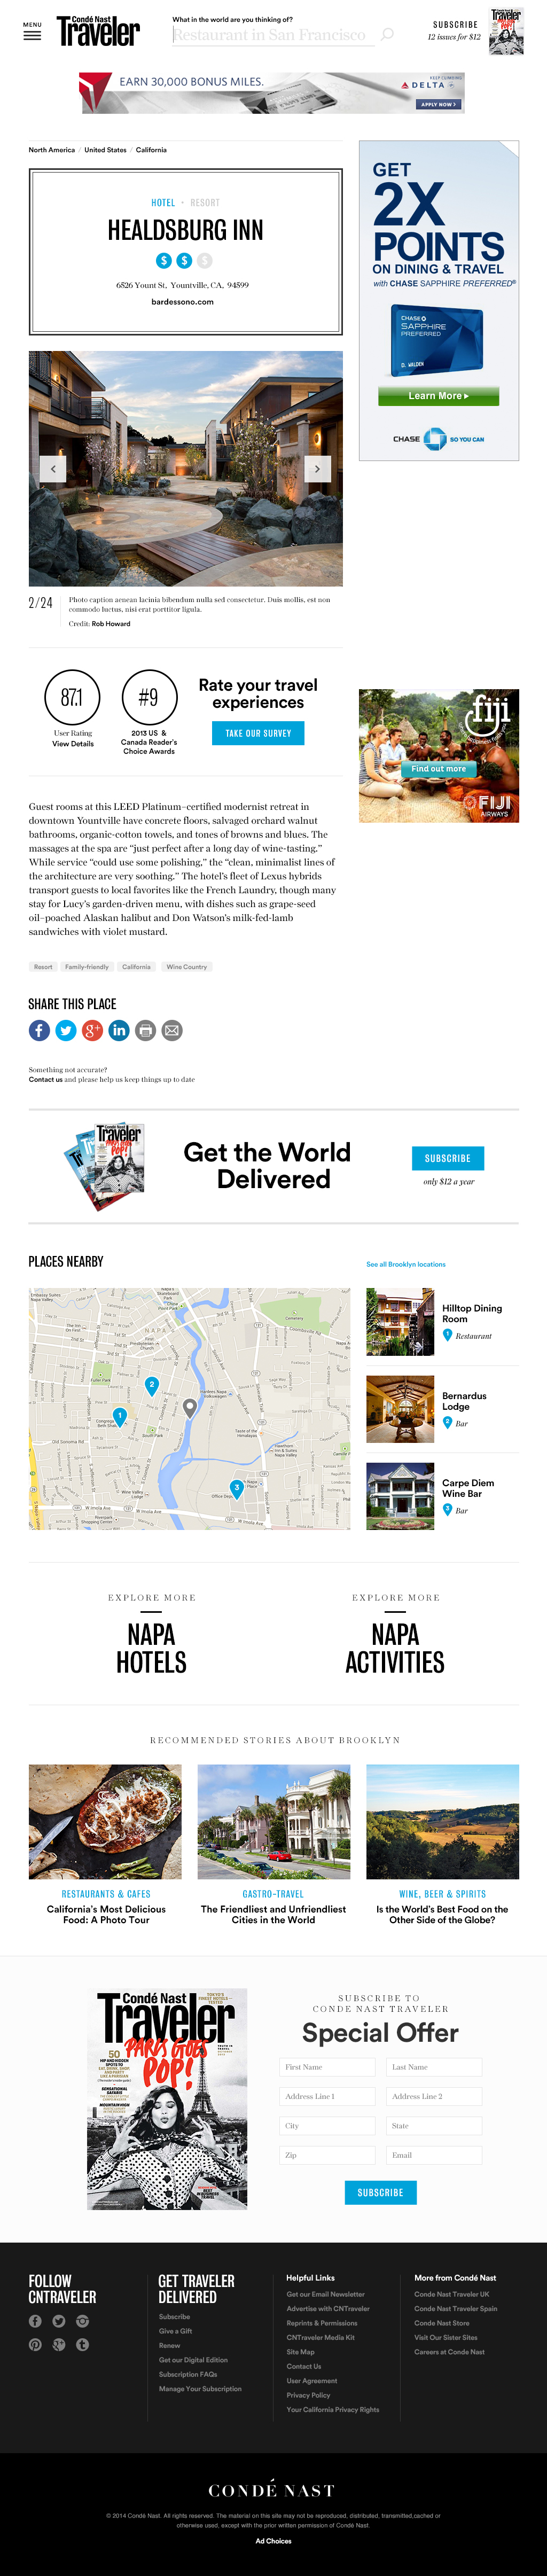 MENU
Condé Nast
Traveler
What in the world are you thinking of?
Restaurant in San Francisco
SUBSCRIBE
12 issues for $12
EARN 30,000 BONUS MILES.
DELTA
APPLY NOW >
North America / United States / California
HOTEL • RESORT
HEALDSBURG INN
$ $ $
6526 Yount St, Yountville, CA, 94599
bardessono.com
GET
2X
POINTS
ON DINING & TRAVEL
with CHASE SAPPHIRE PREFERRED®
CHASE
SAPPHIRE
PREFERRED
D. WALDEN
Learn More
CHASE SO YOU CAN
2/24
Photo caption aenean lacinia bibendum nulla sed consectetur. Duis mollis, est non
commodo luctus, nisi erat porttitor ligula.
Credit: Rob Howard
87.1
User Rating
View Details
#9
2013 US &
Canada Reader's
Choice Awards
Rate your travel
experiences
TAKE OUR SURVEY
fiji
Find out more
FIJI
AIRWAYS
Guest rooms at this LEED Platinum-certified modernist retreat in
downtown Yountville have concrete floors, salvaged orchard walnut
bathrooms, organic-cotton towels, and tones of browns and blues. The
massages at the spa are “just perfect after a long day of wine-tasting.”
While service “could use some polishing,” the “clean, minimalist lines of
the architecture are very soothing.” The hotel’s fleet of Lexus hybrids
transport guests to local favorites like the French Laundry, though many
stay for Lucy’s garden-driven menu, with dishes such as grape-seed
oil-poached Alaskan halibut and Don Watson’s milk-fed-lamb
sandwiches with violet mustard.
Resort Family-friendly California Wine Country
SHARE THIS PLACE
Something not accurate?
Contact us and please help us keep things up to date
Get the World
Delivered
SUBSCRIBE
only $12 a year
PLACES NEARBY
See all Brooklyn locations
NAPA
1
2
3
Hilltop Dining
Room
1 Restaurant
Bernardus
Lodge
2 Bar
Carpe Diem
Wine Bar
3 Bar
EXPLORE MORE
NAPA
HOTELS
EXPLORE MORE
NAPA
ACTIVITIES
RECOMMENDED STORIES ABOUT BROOKLYN
RESTAURANTS & CAFES
California’s Most Delicious
Food: A Photo Tour
GASTRO-TRAVEL
The Friendliest and Unfriendliest
Cities in the World
WINE, BEER & SPIRITS
Is the World’s Best Food on the
Other Side of the Globe?
Condé Nast
Traveler
PARIS GOES
POP!
50
SUBSCRIBE TO
CONDE NAST TRAVELER
Special Offer
First Name
Last Name
Address Line 1
Address Line 2
City
State
Zip
Email
SUBSCRIBE
FOLLOW
CNTRAVELER
GET TRAVELER
DELIVERED
Subscribe
Give a Gift
Renew
Get our Digital Edition
Subscription FAQs
Manage Your Subscription
Helpful Links
Get our Email Newsletter
Advertise with CNTraveler
Reprints & Permissions
CNTraveler Media Kit
Site Map
Contact Us
User Agreement
Privacy Policy
Your California Privacy Rights
More from Condé Nast
Conde Nast Traveler UK
Conde Nast Traveler Spain
Conde Nast Store
Visit Our Sister Sites
Careers at Conde Nast
CONDÉ NAST
© 2014 Condé Nast. All rights reserved. The material on this site may not be reproduced, distributed, transmitted,cached or
otherwise used, except with the prior written permission of Condé Nast.
Ad Choices